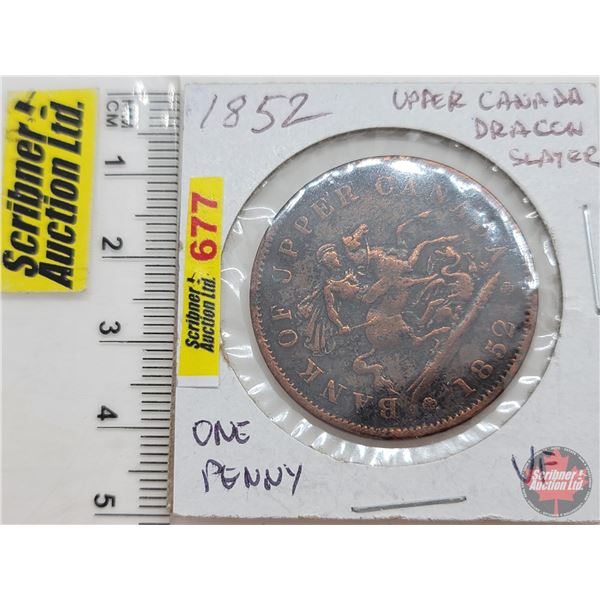 Scribner
Auction Ltd.
CM
1
2
3
4
5
1852
UPPER CANADA
DRAGON
SLAYER
677
Scribner
Auction Ltd.
BANK OF UPPER CANADA
1852
ONE
PENNY
VF
Scribner
Auction Ltd.